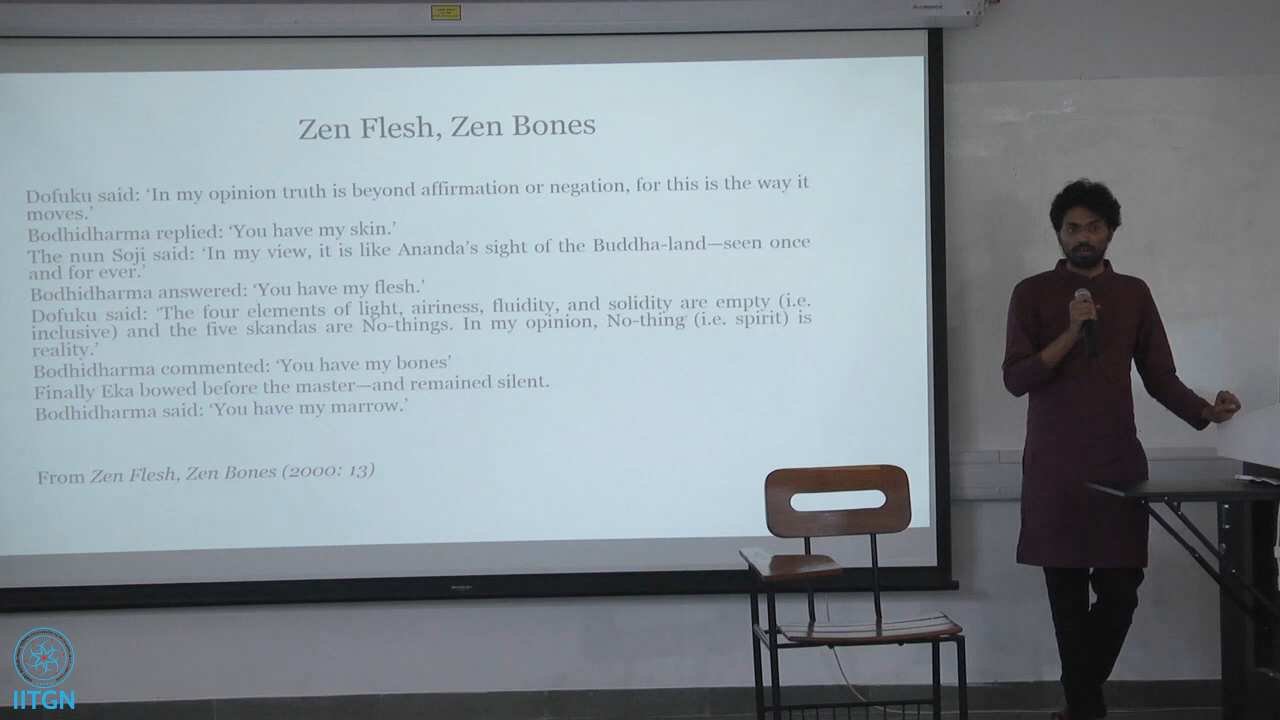 Zen Flesh, Zen Bones
Dofuku said: ‘In my opinion truth is beyond affirmation or negation, for this is the way it
moves.’
Bodhidharma replied: ‘You have my skin.’
The nun Soji said: ‘In my view, it is like Ananda’s sight of the Buddha-land—seen once
and for ever.’
Bodhidharma answered: ‘You have my flesh.’
Dofuku said: ‘The four elements of light, airiness, fluidity, and solidity are empty (i.e.
inclusive) and the five skandas are No-things. In my opinion, No-thing (i.e. spirit) is
reality.’
Bodhidharma commented: ‘You have my bones’
Finally Eka bowed before the master—and remained silent.
Bodhidharma said: ‘You have my marrow.’
From Zen Flesh, Zen Bones (2000: 13)
IITGN